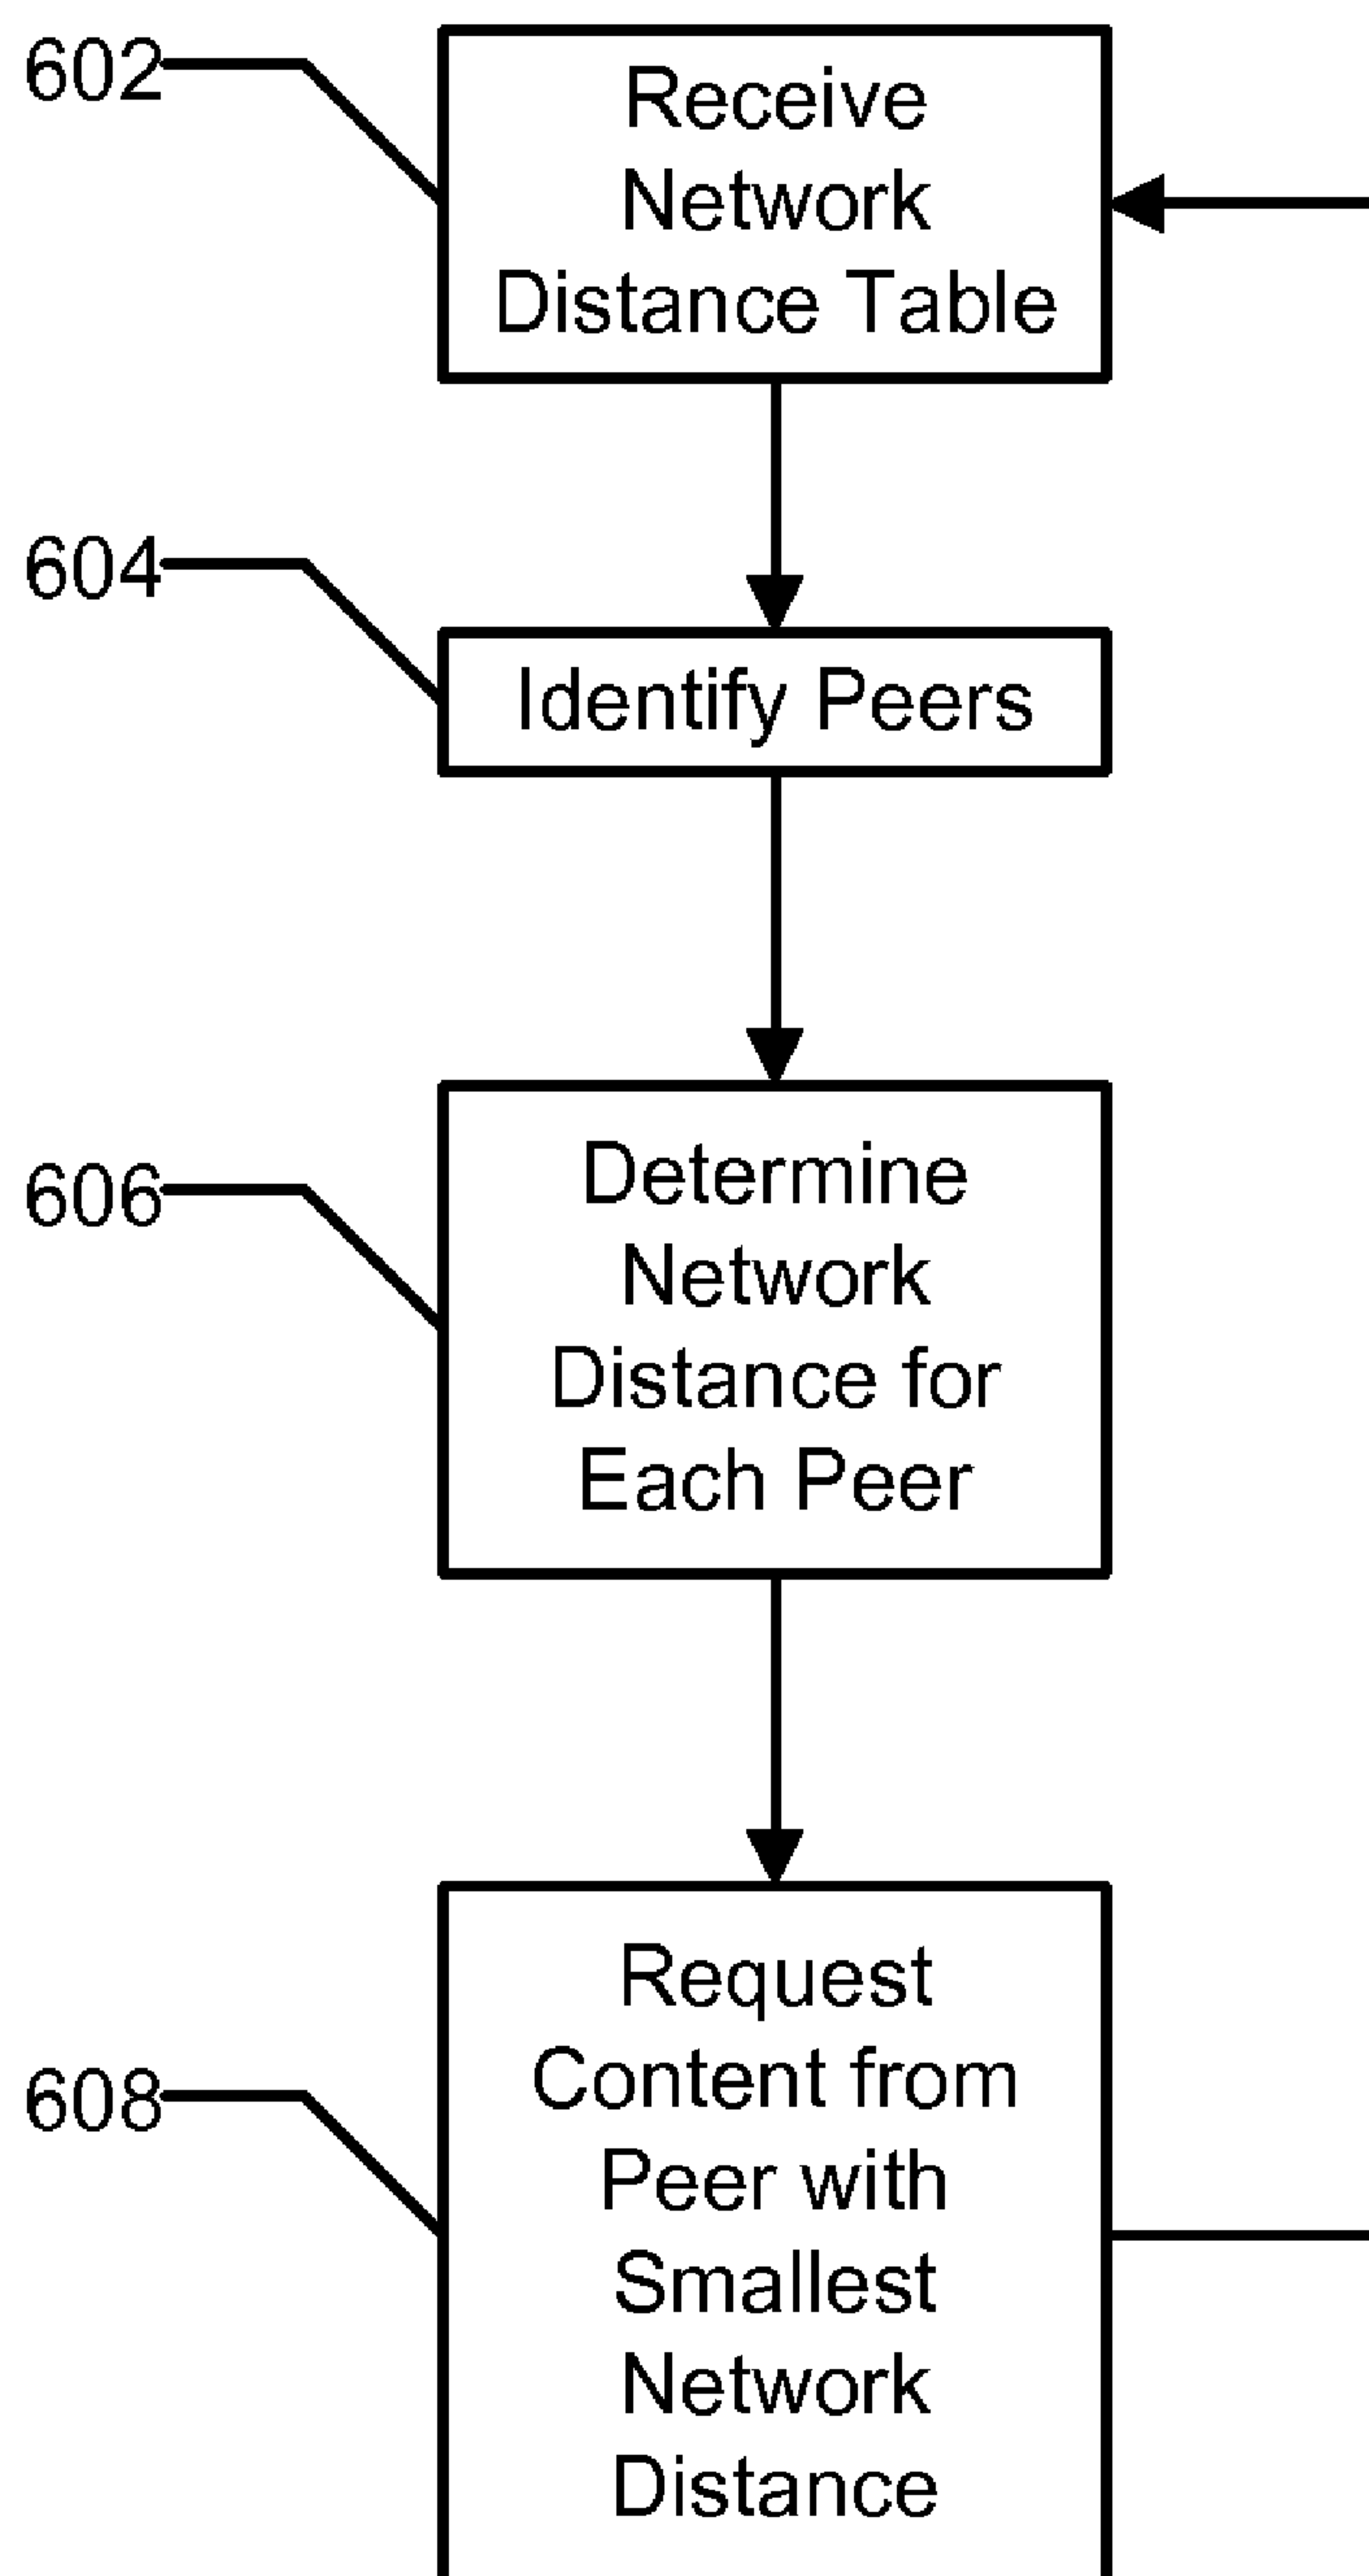 602
Receive
Network
Distance Table
604
Identify Peers
606
Determine
Network
Distance for
Each Peer
608
Request
Content from
Peer with
Smallest
Network
Distance